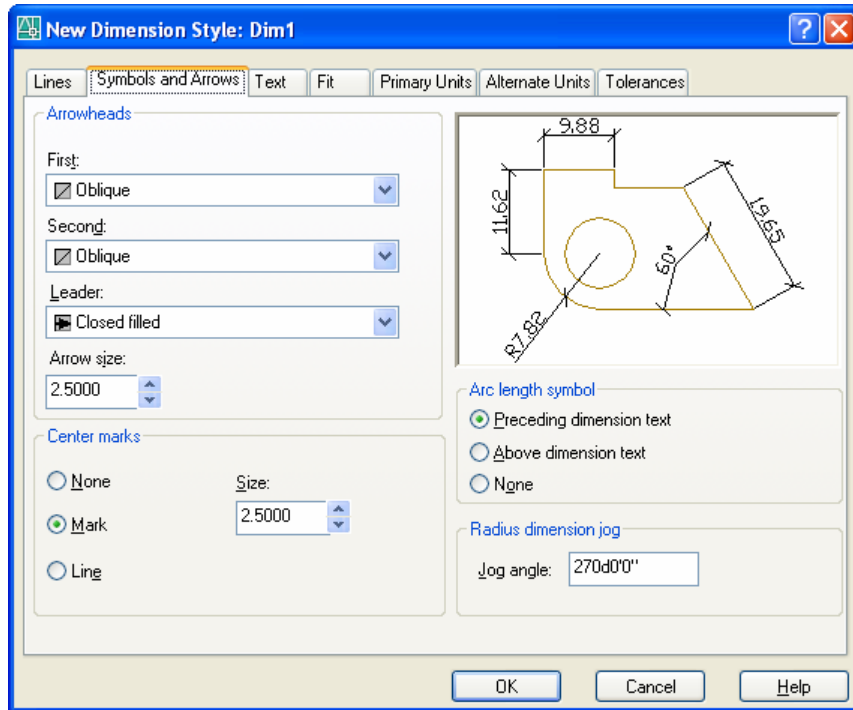 New Dimension Style: Dim1
Lines Symbols and Arrows Text Fit Primary Units Alternate Units Tolerances
Arrowheads
First:
Oblique
Second:
Oblique
Leader:
Closed filled
Arrow size:
2.5000
Center marks
None
Mark
Line
Size:
2.5000
9.88
11.62
19.65
60°
R7.82
Arc length symbol
Preceding dimension text
Above dimension text
None
Radius dimension jog
Jog angle: 270d0'0"
OK Cancel Help